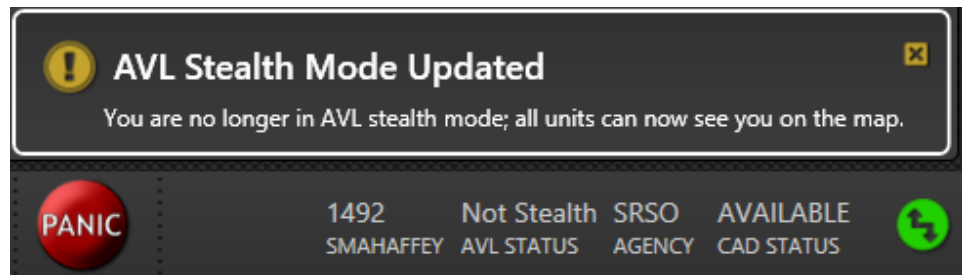 AVL Stealth Mode Updated
You are no longer in AVL stealth mode; all units can now see you on the map.
PANIC
1492 Not Stealth SRSO AVAILABLE
SMAHAFFEY AVL STATUS AGENCY CAD STATUS